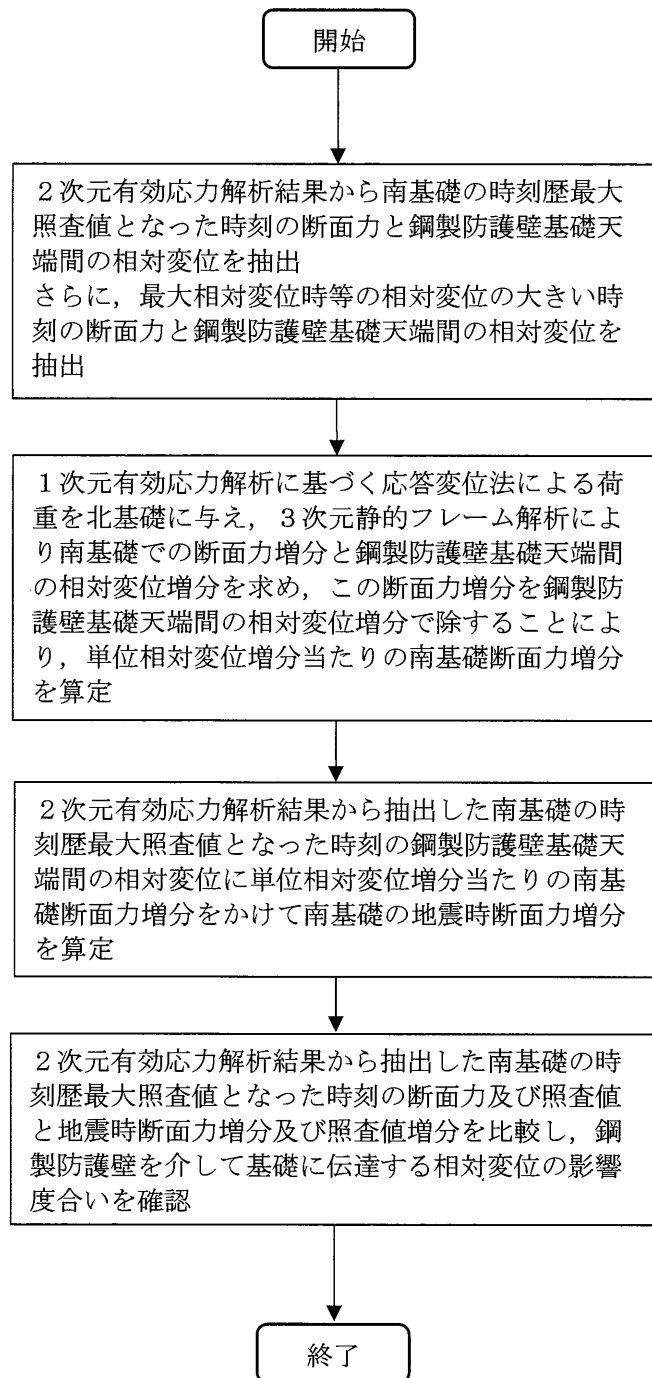 開始
２次元有効応力解析結果から南基礎の時刻歴最大
照査値となった時刻の断面力と鋼製防護壁基礎天
端間の相対変位を抽出
さらに，最大相対変位時等の相対変位の大きい時
刻の断面力と鋼製防護壁基礎天端間の相対変位を
抽出
１次元有効応力解析に基づく応答変位法による荷
重を北基礎に与え，３次元静的フレーム解析によ
り南基礎での断面力増分と鋼製防護壁基礎天端間
の相対変位増分を求め，この断面力増分を鋼製防
護壁基礎天端間の相対変位増分で除することによ
り，単位相対変位増分当たりの南基礎断面力増分
を算定
２次元有効応力解析結果から抽出した南基礎の時
刻歴最大照査値となった時刻の鋼製防護壁基礎天
端間の相対変位に単位相対変位増分当たりの南基
礎断面力増分をかけて南基礎の地震時断面力増分
を算定
２次元有効応力解析結果から抽出した南基礎の時
刻歴最大照査値となった時刻の断面力及び照査値
と地震時断面力増分及び照査値増分を比較し，鋼
製防護壁を介して基礎に伝達する相対変位の影響
度合いを確認
終了